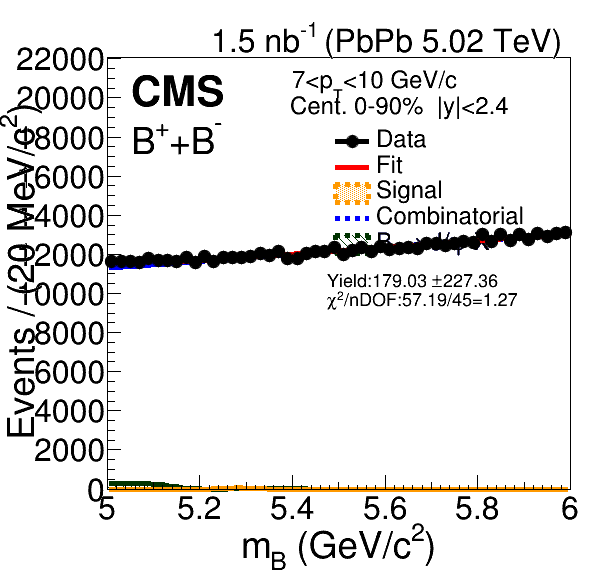 1.5 nb⁻¹ (PbPb 5.02 TeV)
CMS
B⁺+B⁻
7<p_T<10 GeV/c
Cent. 0-90% |y|<2.4
Data
Fit
Signal
Combinatorial
Yield:179.03 ±227.36
χ²/nDOF:57.19/45=1.27
Events / (20 MeV/c²)
22000
20000
18000
16000
14000
12000
10000
8000
6000
4000
2000
0
5
5.2
5.4
5.6
5.8
6
m_B (GeV/c²)